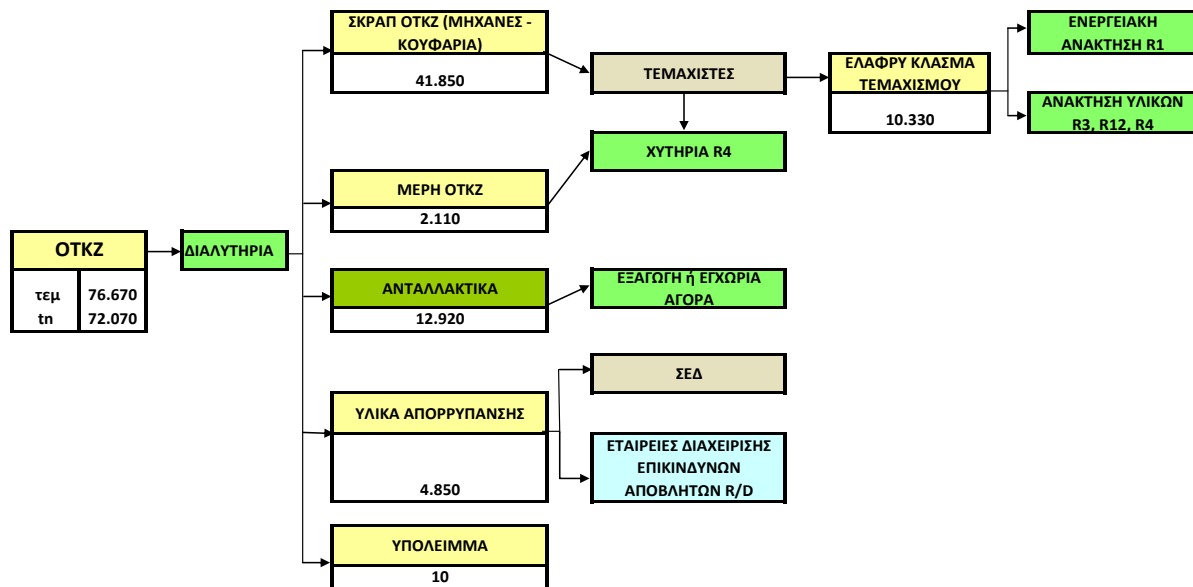 ΣΚΡΑΠ ΟΤΚΖ (ΜΗΧΑΝΕΣ -
ΚΟΥΦΑΡΙΑ)
41.850
ΤΕΜΑΧΙΣΤΕΣ
ΕΛΑΦΡΥ ΚΛΑΣΜΑ
ΤΕΜΑΧΙΣΜΟΥ
10.330
ΕΝΕΡΓΕΙΑΚΗ
ΑΝΑΚΤΗΣΗ R1
ΑΝΑΚΤΗΣΗ ΥΛΙΚΩΝ
R3, R12, R4
ΧΥΤΗΡΙΑ R4
ΜΕΡΗ ΟΤΚΖ
2.110
ΟΤΚΖ
τεμ 76.670
tn 72.070
ΔΙΑΛΥΤΗΡΙΑ
ΑΝΤΑΛΛΑΚΤΙΚΑ
12.920
ΕΞΑΓΩΓΗ ή ΕΓΧΩΡΙΑ
ΑΓΟΡΑ
ΣΕΔ
ΥΛΙΚΑ ΑΠΟΡΡΥΠΑΝΣΗΣ
4.850
ΕΤΑΙΡΕΙΕΣ ΔΙΑΧΕΙΡΙΣΗΣ
ΕΠΙΚΙΝΔΥΝΩΝ
ΑΠΟΒΛΗΤΩΝ R/D
ΥΠΟΛΕΙΜΜΑ
10